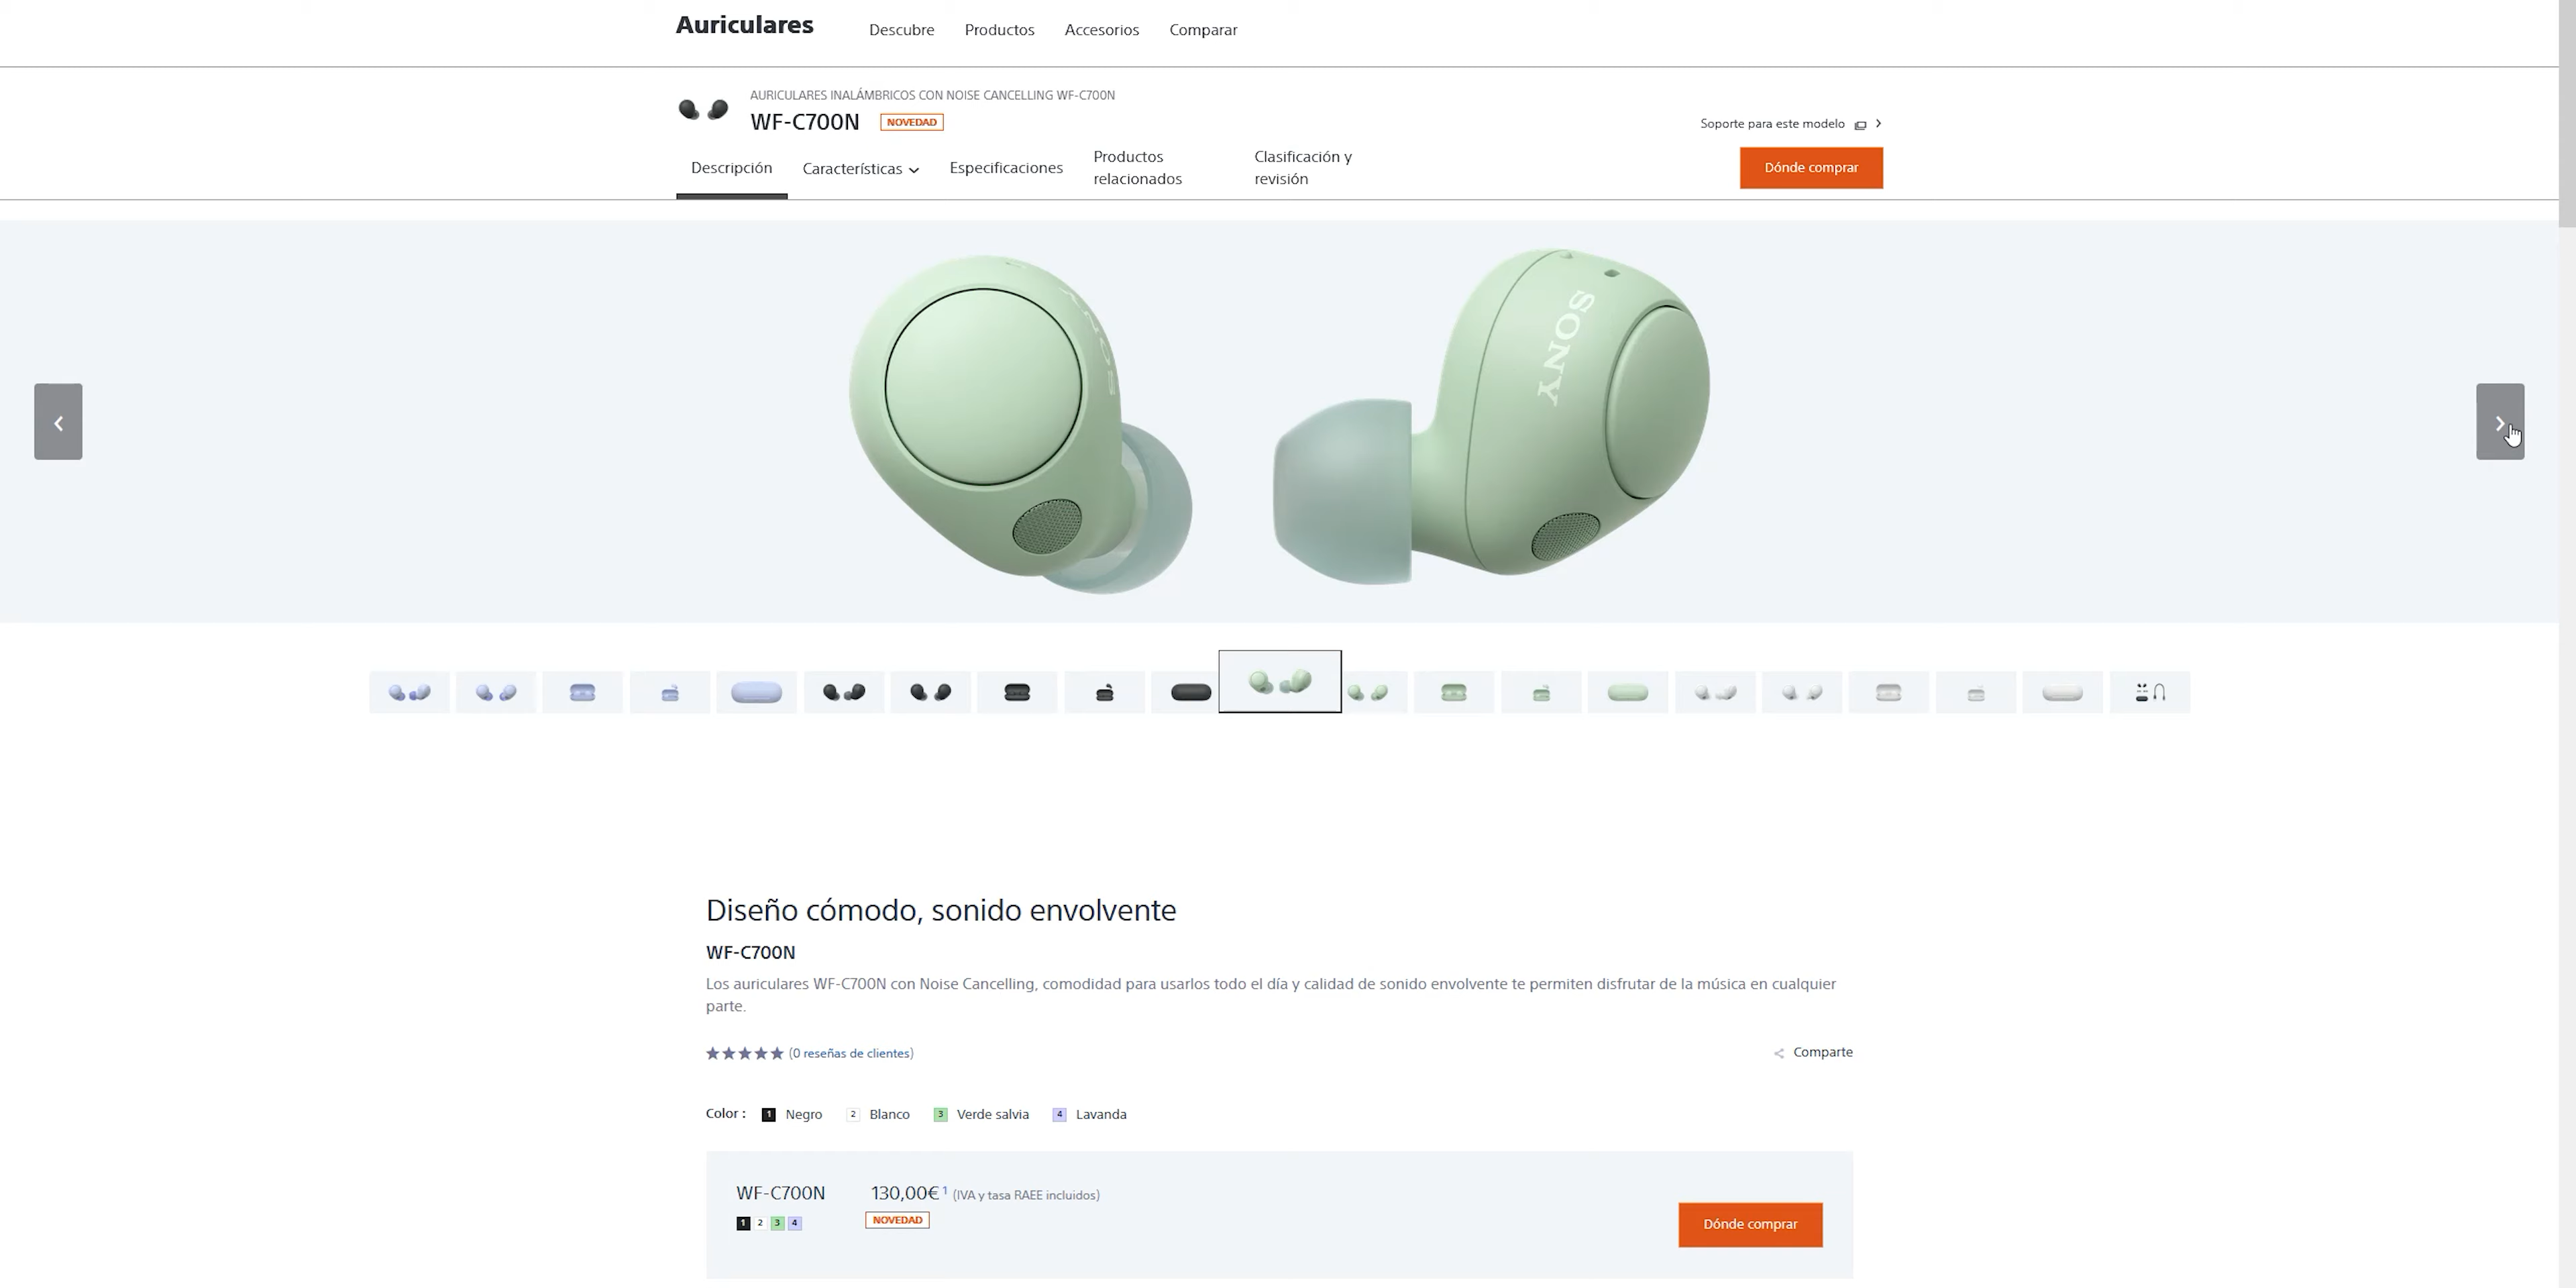 Auriculares
Descubre
Productos
Accesorios
Comparar
AURICULARES INALÁMBRICOS CON NOISE CANCELLING WF-C700N
WF-C700N
NOVEDAD
Soporte para este modelo
Descripción
Características
Especificaciones
Productos
relacionados
Clasificación y
revisión
Dónde comprar
SONY
SONY
Diseño cómodo, sonido envolvente
WF-C700N
Los auriculares WF-C700N con Noise Cancelling, comodidad para usarlos todo el día y calidad de sonido envolvente te permiten disfrutar de la música en cualquier
parte.
(0 reseñas de clientes)
Comparte
Color : 1 Negro 2 Blanco 3 Verde salvia 4 Lavanda
WF-C700N
130,00€ 1 (IVA y tasa RAEE incluidos)
1 2 3 4
NOVEDAD
Dónde comprar